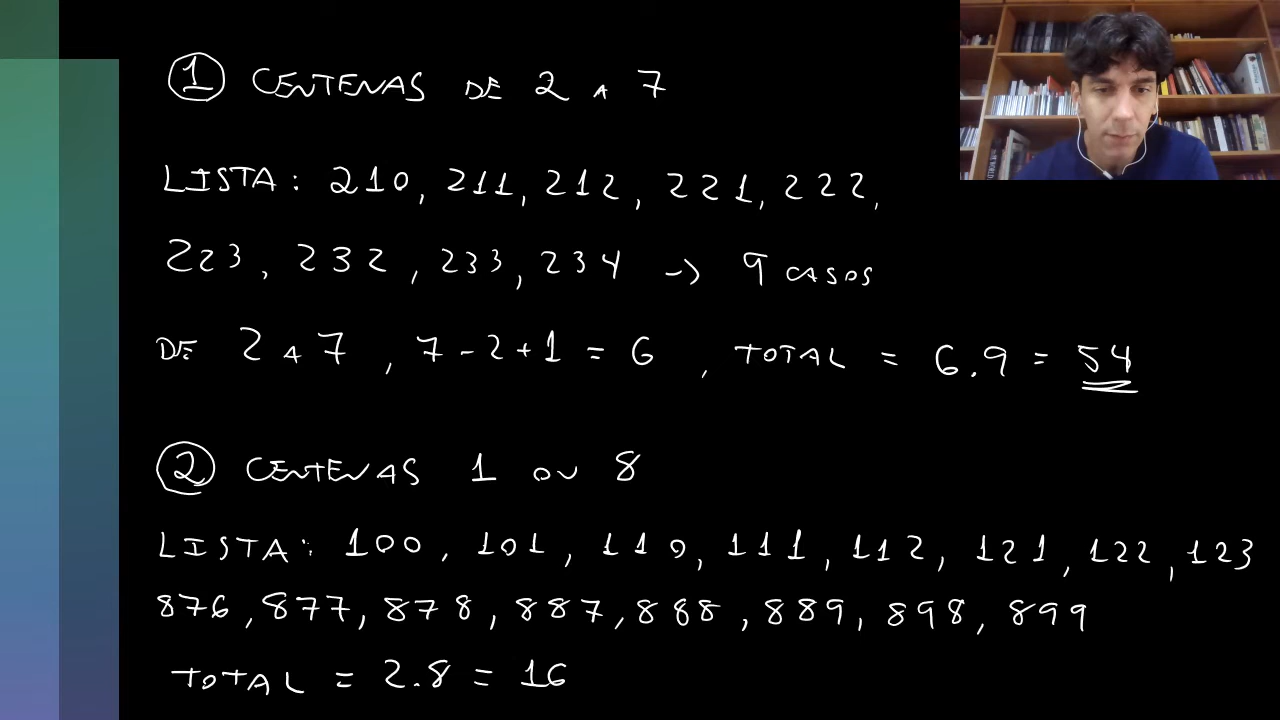 1 CENTENAS DE 2 A 7
LISTA: 210, 211, 212, 221, 222,
223, 232, 233, 234 -> 9 CASOS
DE 2 A 7, 7-2+1 = 6, TOTAL = 6.9 = 54
2 CENTENAS 1 OU 8
LISTA: 100, 101, 110, 111, 112, 121, 122, 123
876, 877, 878, 887, 888, 889, 898, 899
TOTAL = 2.8 = 16